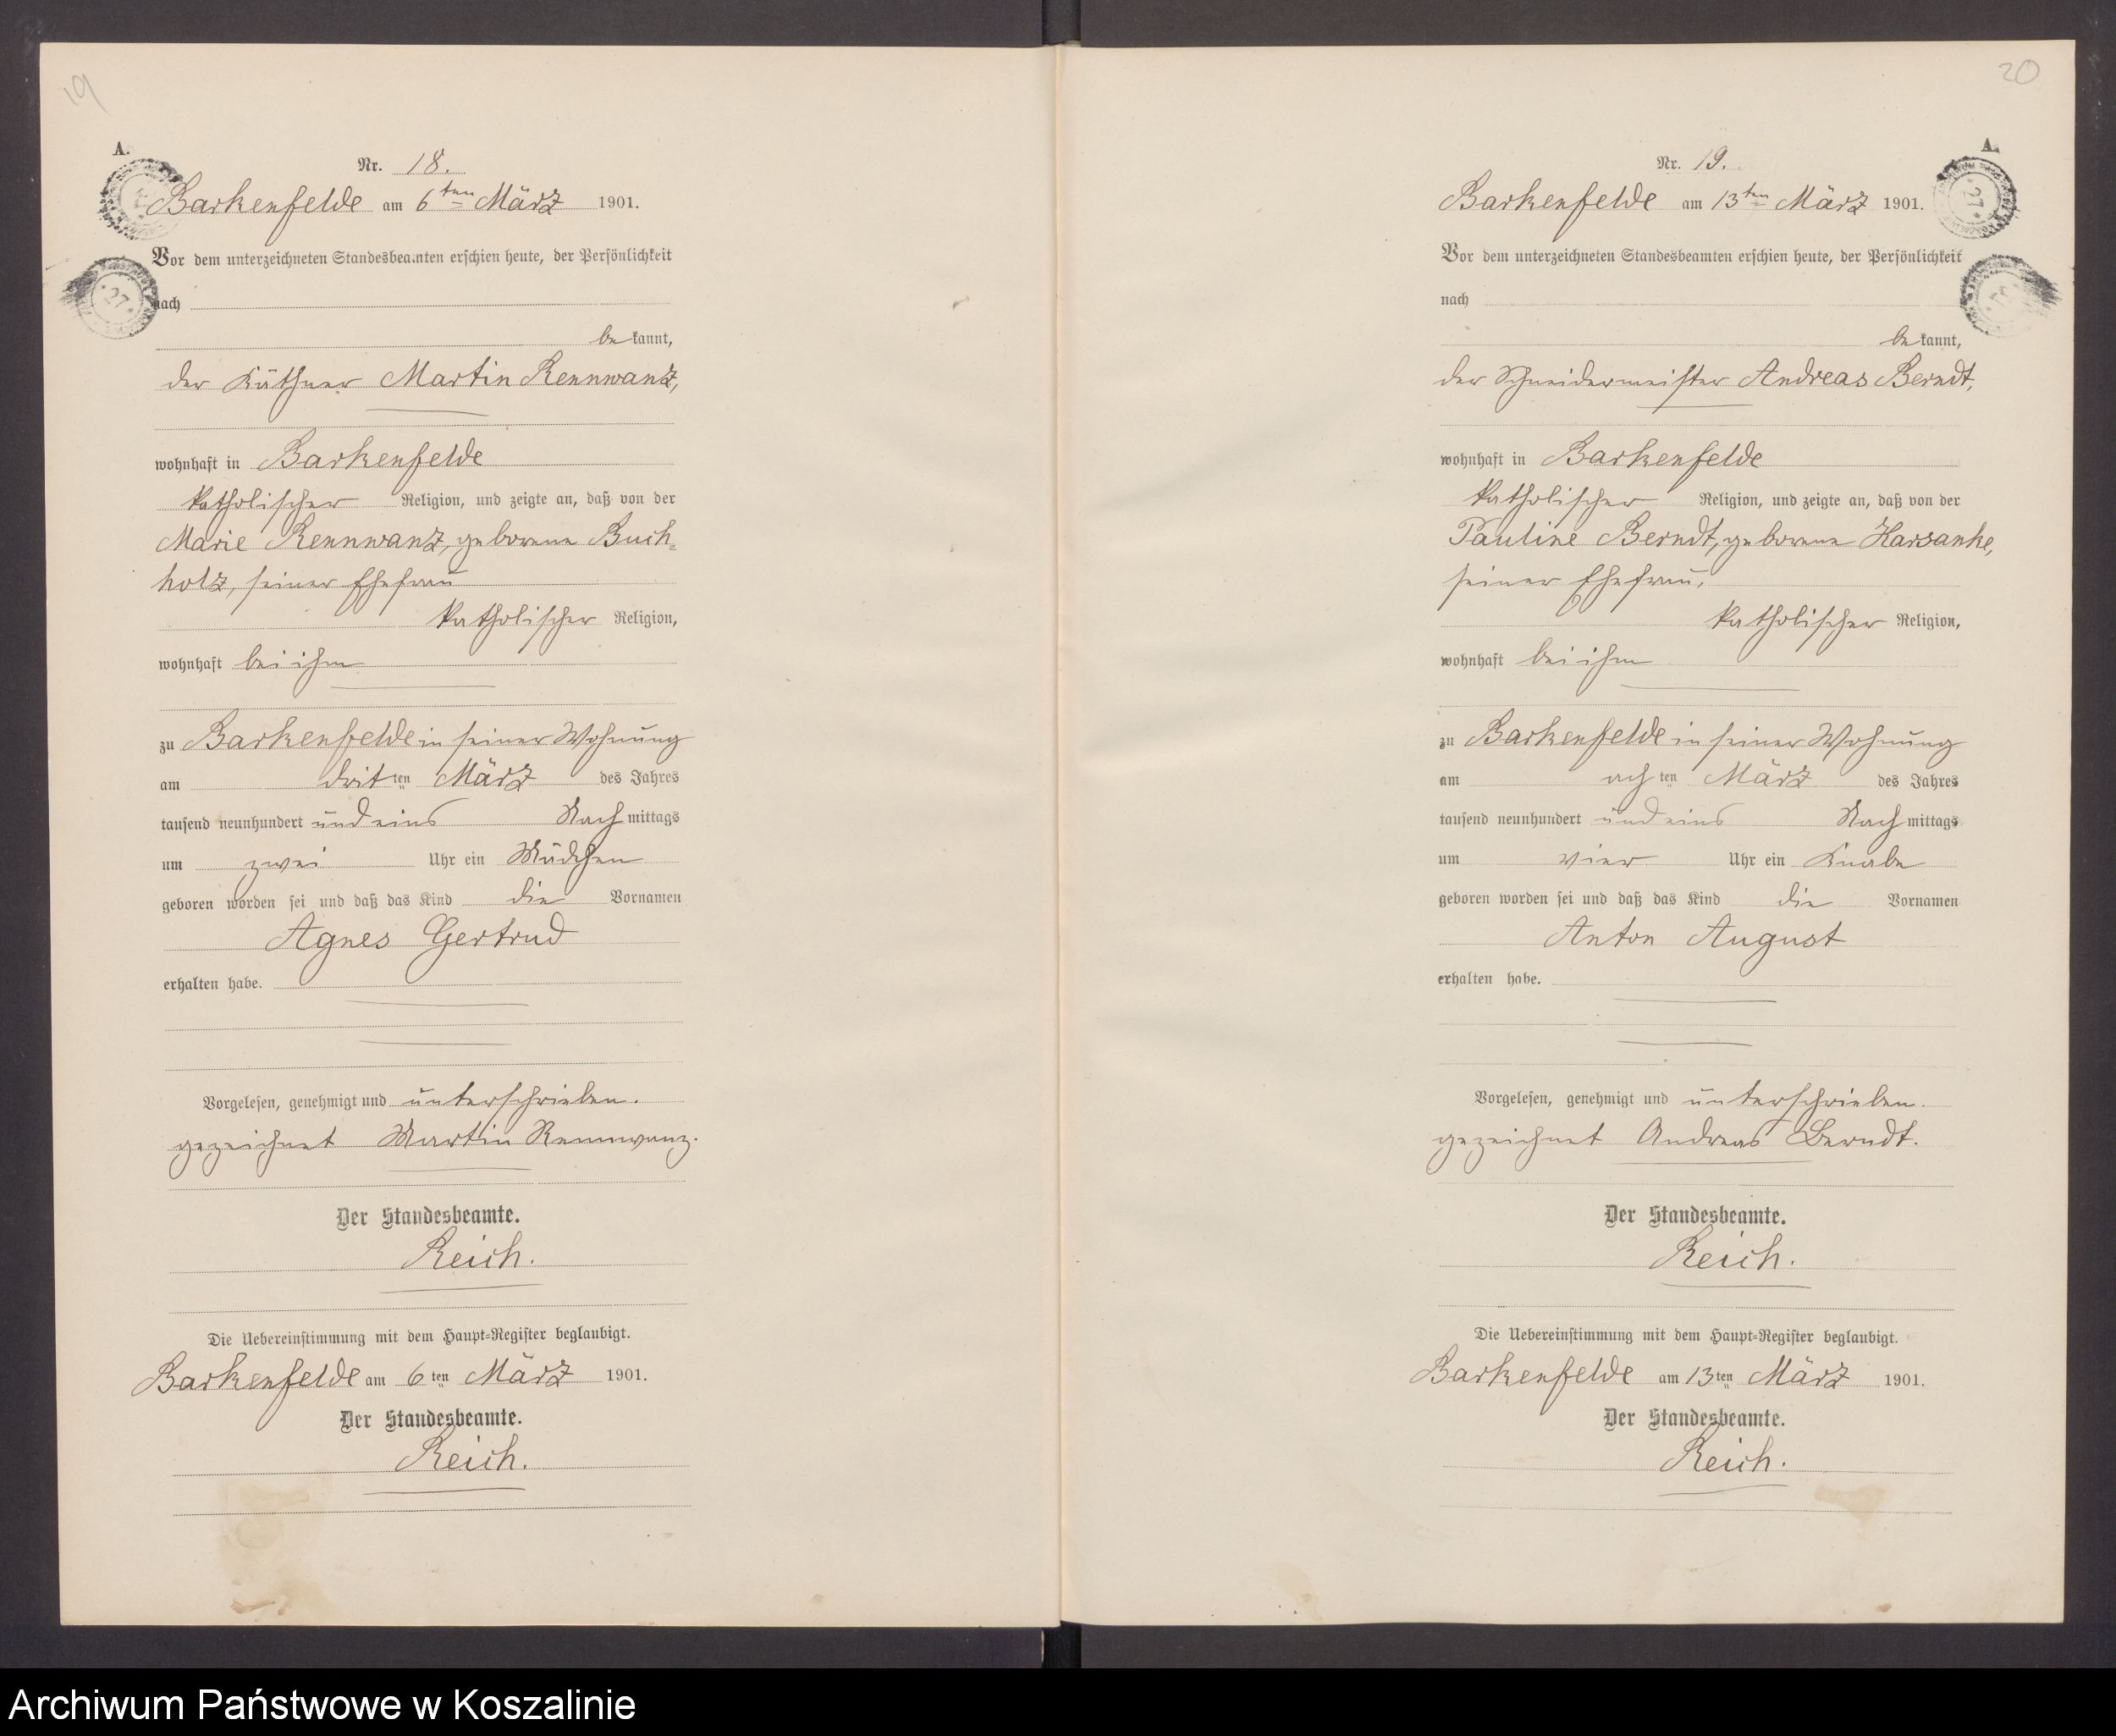 19
A.
Nr. 18.
Barkenfelde am 6ten März 1901.
Vor dem unterzeichneten Standesbeamten erschien heute, der Persönlichkeit
nach
be kannt,
der Käthner Martin Rennwanz,
wohnhaft in Barkenfelde
katholischer Religion, und zeigte an, daß von der
Marie Rennwanz, geborene Buch-
holz, seiner Ehefrau
katholischer Religion,
wohnhaft bei ihm
zu Barkenfelde in seiner Wohnung
am dritten März des Jahres
tausend neunhundert und eins Nachmittags
um zwei Uhr ein Mädchen
geboren worden sei und daß das Kind die Vornamen
Agnes Gertrud
erhalten habe.
Vorgelesen, genehmigt und unterschrieben.
gezeichnet Martin Rennwanz.
Der Standesbeamte.
Reich.
Die Uebereinstimmung mit dem Haupt-Register beglaubigt.
Barkenfelde am 6ten März 1901.
Der Standesbeamte.
Reich.
27
20
A.
Nr. 19.
Barkenfelde am 13ten März 1901.
Vor dem unterzeichneten Standesbeamten erschien heute, der Persönlichkeit
nach
be kannt,
der Schneidermeister Andreas Berndt,
wohnhaft in Barkenfelde
katholischer Religion, und zeigte an, daß von der
Pauline Berndt, geborene Karsanke,
seiner Ehefrau,
katholischer Religion,
wohnhaft bei ihm
zu Barkenfelde in seiner Wohnung
am achten März des Jahres
tausend neunhundert und eins Nachmittags
um vier Uhr ein Knabe
geboren worden sei und daß das Kind die Vornamen
Anton August
erhalten habe.
Vorgelesen, genehmigt und unterschrieben.
gezeichnet Andreas Berndt.
Der Standesbeamte.
Reich.
Die Uebereinstimmung mit dem Haupt-Register beglaubigt.
Barkenfelde am 13ten März 1901.
Der Standesbeamte.
Reich.
27
Archiwum Państwowe w Koszalinie